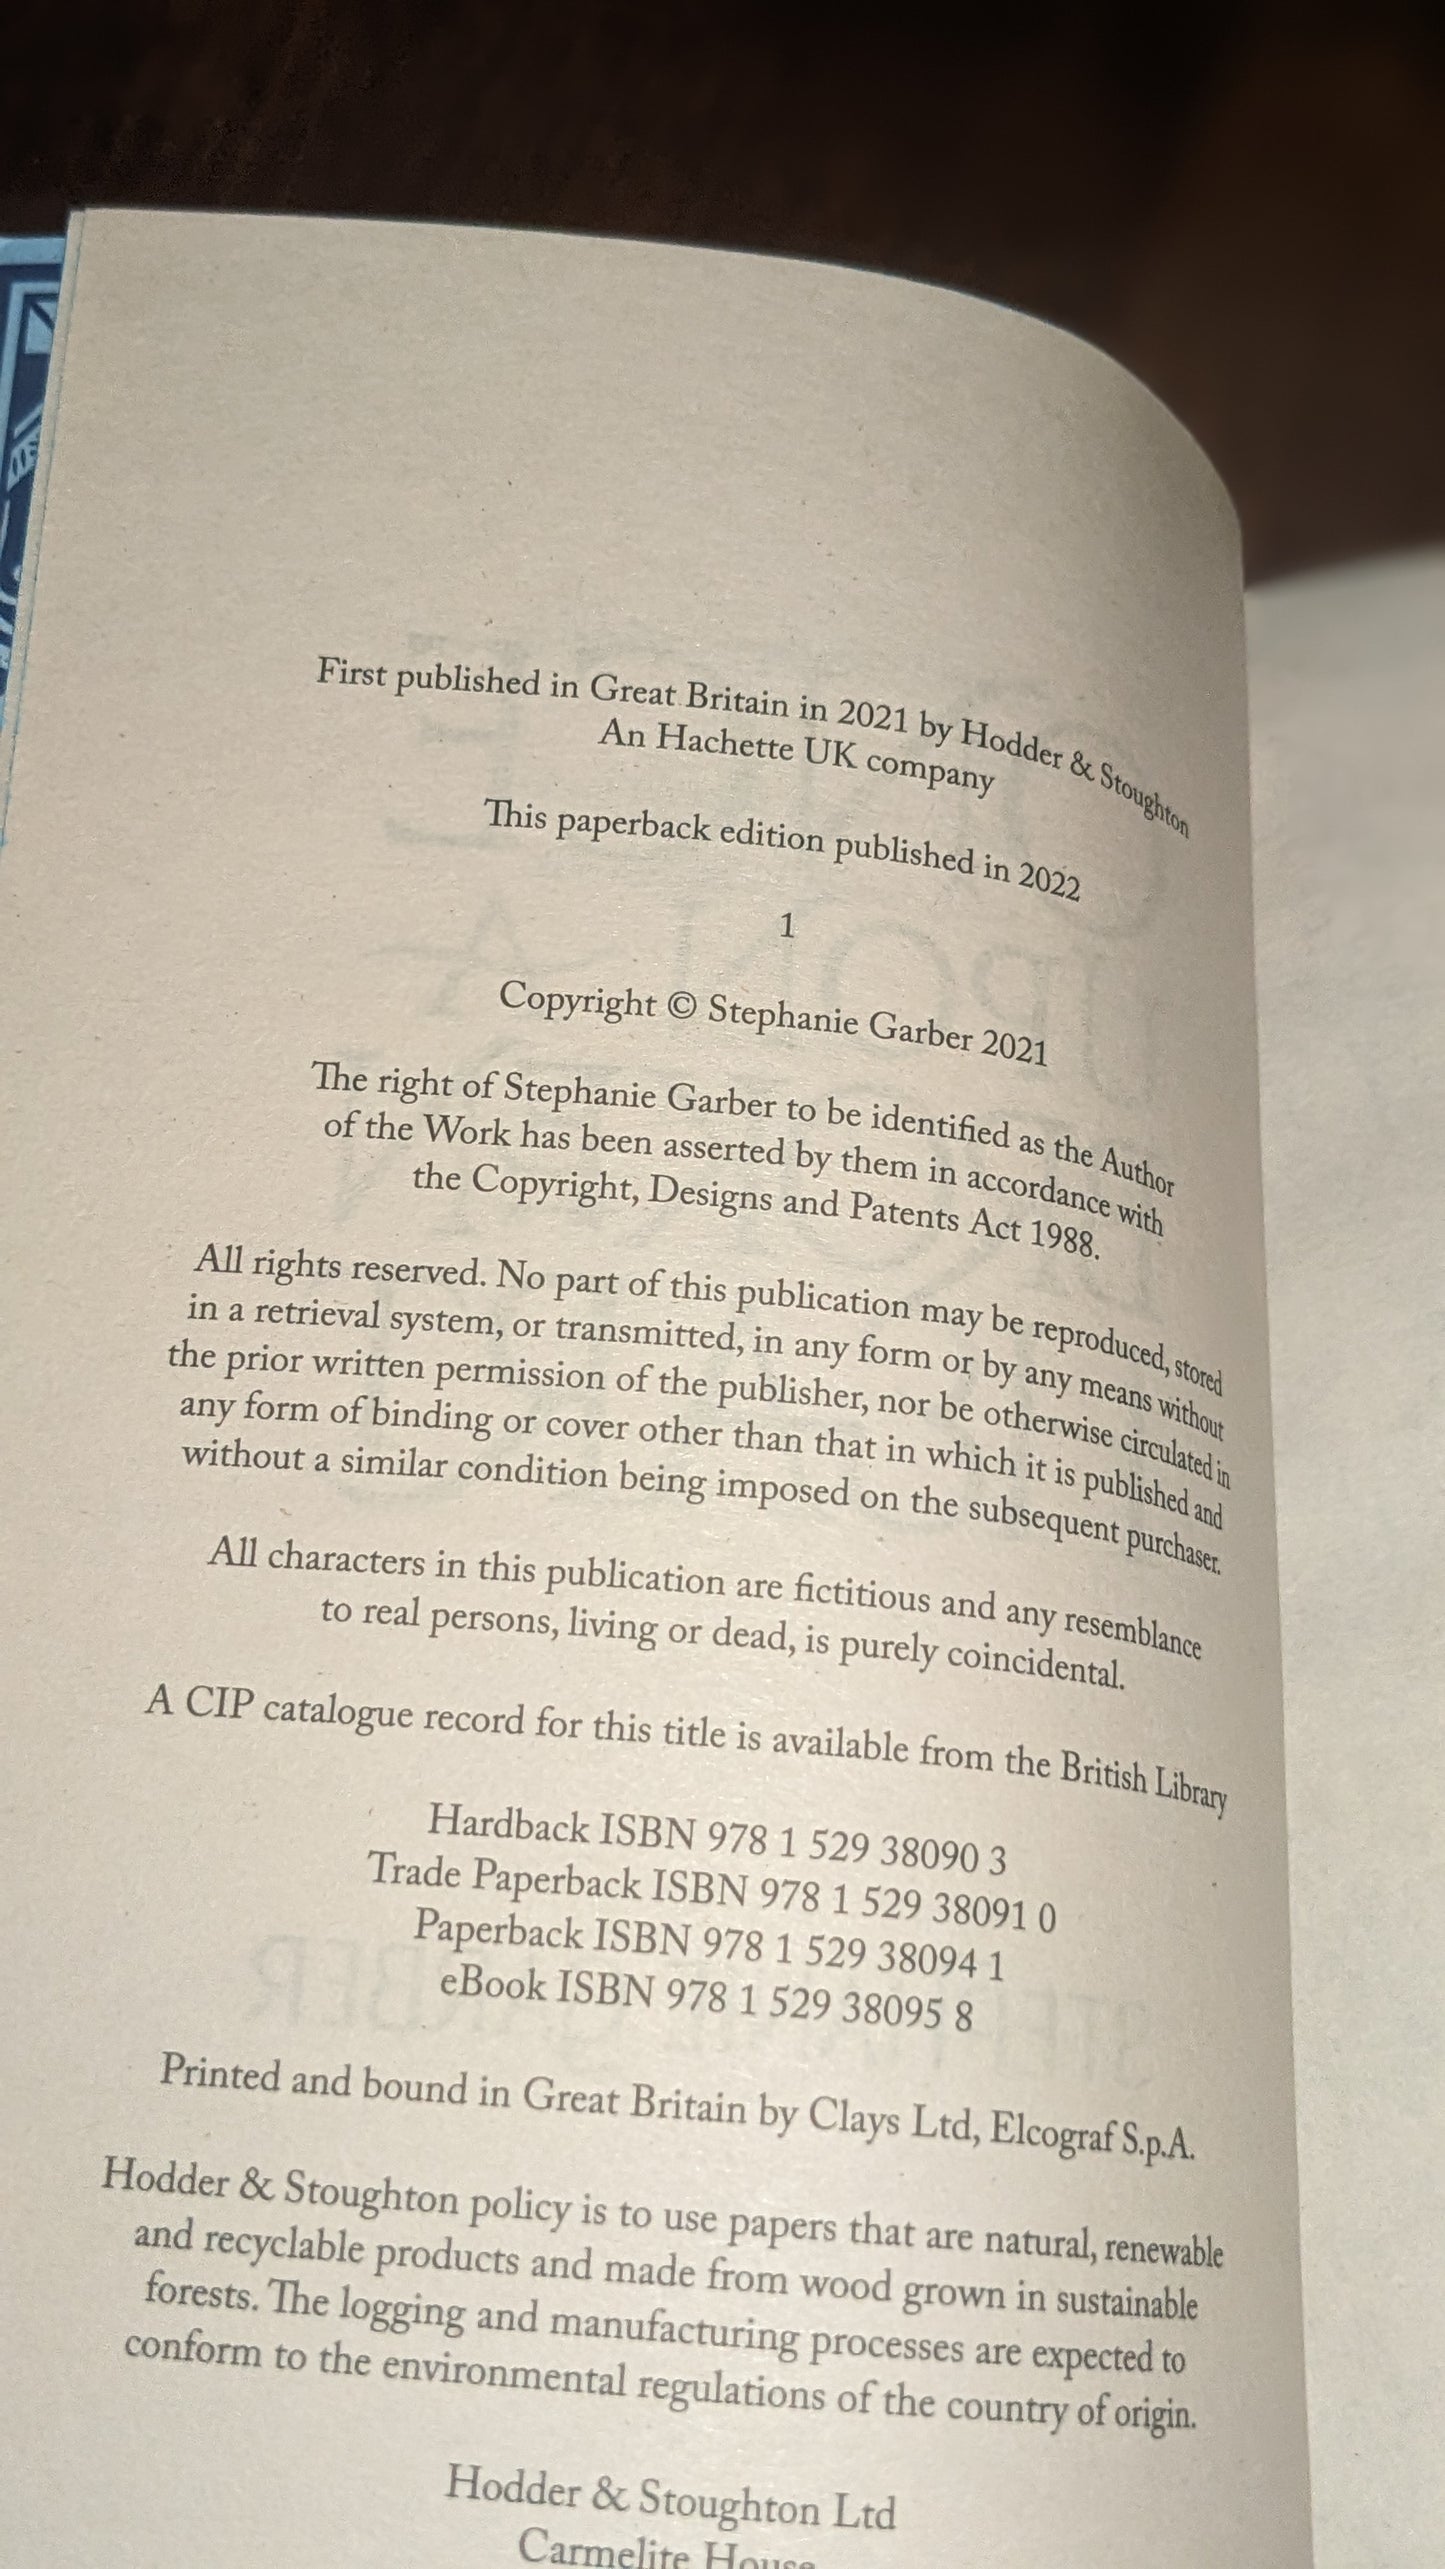 First published in Great Britain in 2021 by Hodder & Stoughton
An Hachette UK company
This paperback edition published in 2022
1
Copyright © Stephanie Garber 2021
The right of Stephanie Garber to be identified as the Author
of the Work has been asserted by them in accordance with
the Copyright, Designs and Patents Act 1988.
All rights reserved. No part of this publication may be reproduced, stored
in a retrieval system, or transmitted, in any form or by any means without
the prior written permission of the publisher, nor be otherwise circulated in
any form of binding or cover other than that in which it is published and
without a similar condition being imposed on the subsequent purchaser.
All characters in this publication are fictitious and any resemblance
to real persons, living or dead, is purely coincidental.
A CIP catalogue record for this title is available from the British Library
Hardback ISBN 978 1 529 38090 3
Trade Paperback ISBN 978 1 529 38091 0
Paperback ISBN 978 1 529 38094 1
eBook ISBN 978 1 529 38095 8
Printed and bound in Great Britain by Clays Ltd, Elcograf S.p.A.
Hodder & Stoughton policy is to use papers that are natural, renewable
and recyclable products and made from wood grown in sustainable
forests. The logging and manufacturing processes are expected to
conform to the environmental regulations of the country of origin.
Hodder & Stoughton Ltd
Carmelite House